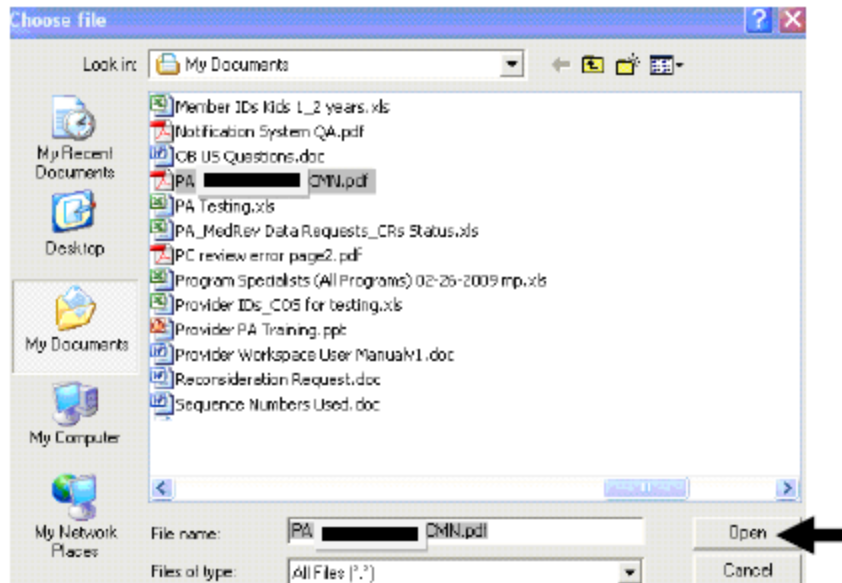 Choose file
Look in: My Documents
My Recent
Documents
Desktop
My Documents
My Computer
My Network
Places
Member IDs Kids 1_2 years.xls
Notification System QA.pdf
OB US Questions.doc
PA CMN.pdf
PA Testing.xls
PA_MedRev Data Requests_CRs Status.xls
PC review error page2.pdf
Program Specialists (All Programs) 02-26-2009 mp.xls
Provider IDs_COS for testing.xls
Provider PA Training.ppt
Provider Workspace User Manualv1.doc
Reconsideration Request.doc
Sequence Numbers Used.doc
File name: PA CMN.pdf Open
Files of type: All Files (*.*) Cancel